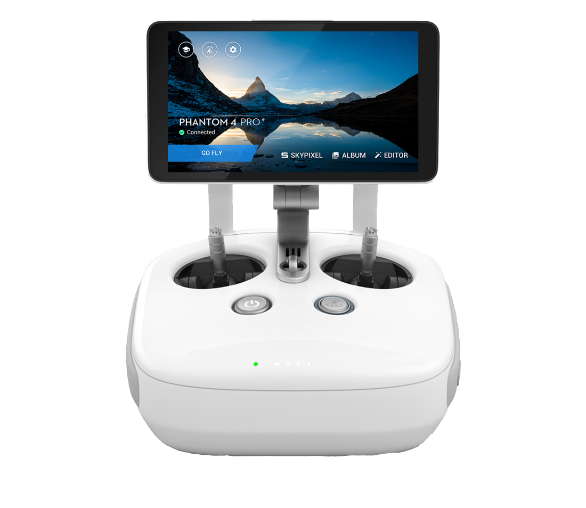 PHANTOM 4 PRO+
Connected
GO FLY
SKYPIXEL
ALBUM
EDITOR